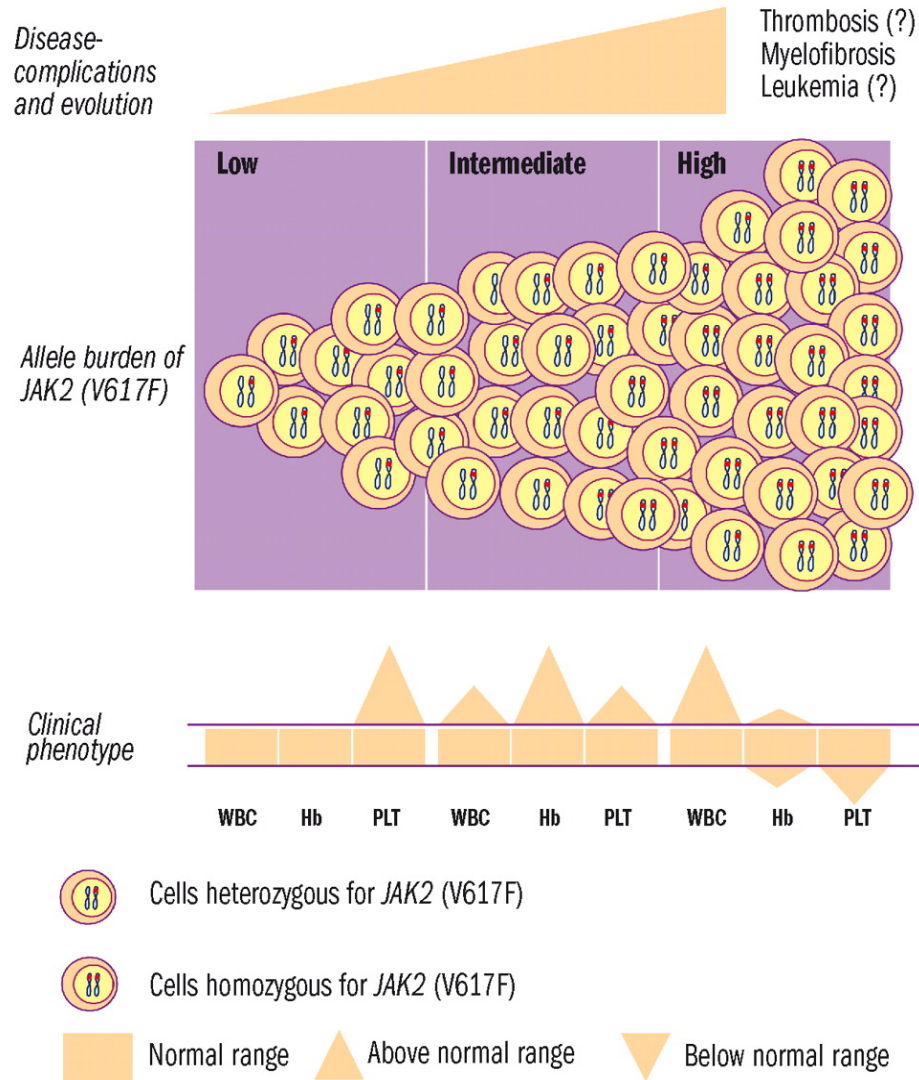 Disease-
complications
and evolution
Thrombosis (?)
Myelofibrosis
Leukemia (?)
Low
Intermediate
High
Allele burden of
JAK2 (V617F)
Clinical
phenotype
WBC Hb PLT WBC Hb PLT WBC Hb PLT
Cells heterozygous for JAK2 (V617F)
Cells homozygous for JAK2 (V617F)
Normal range
Above normal range
Below normal range